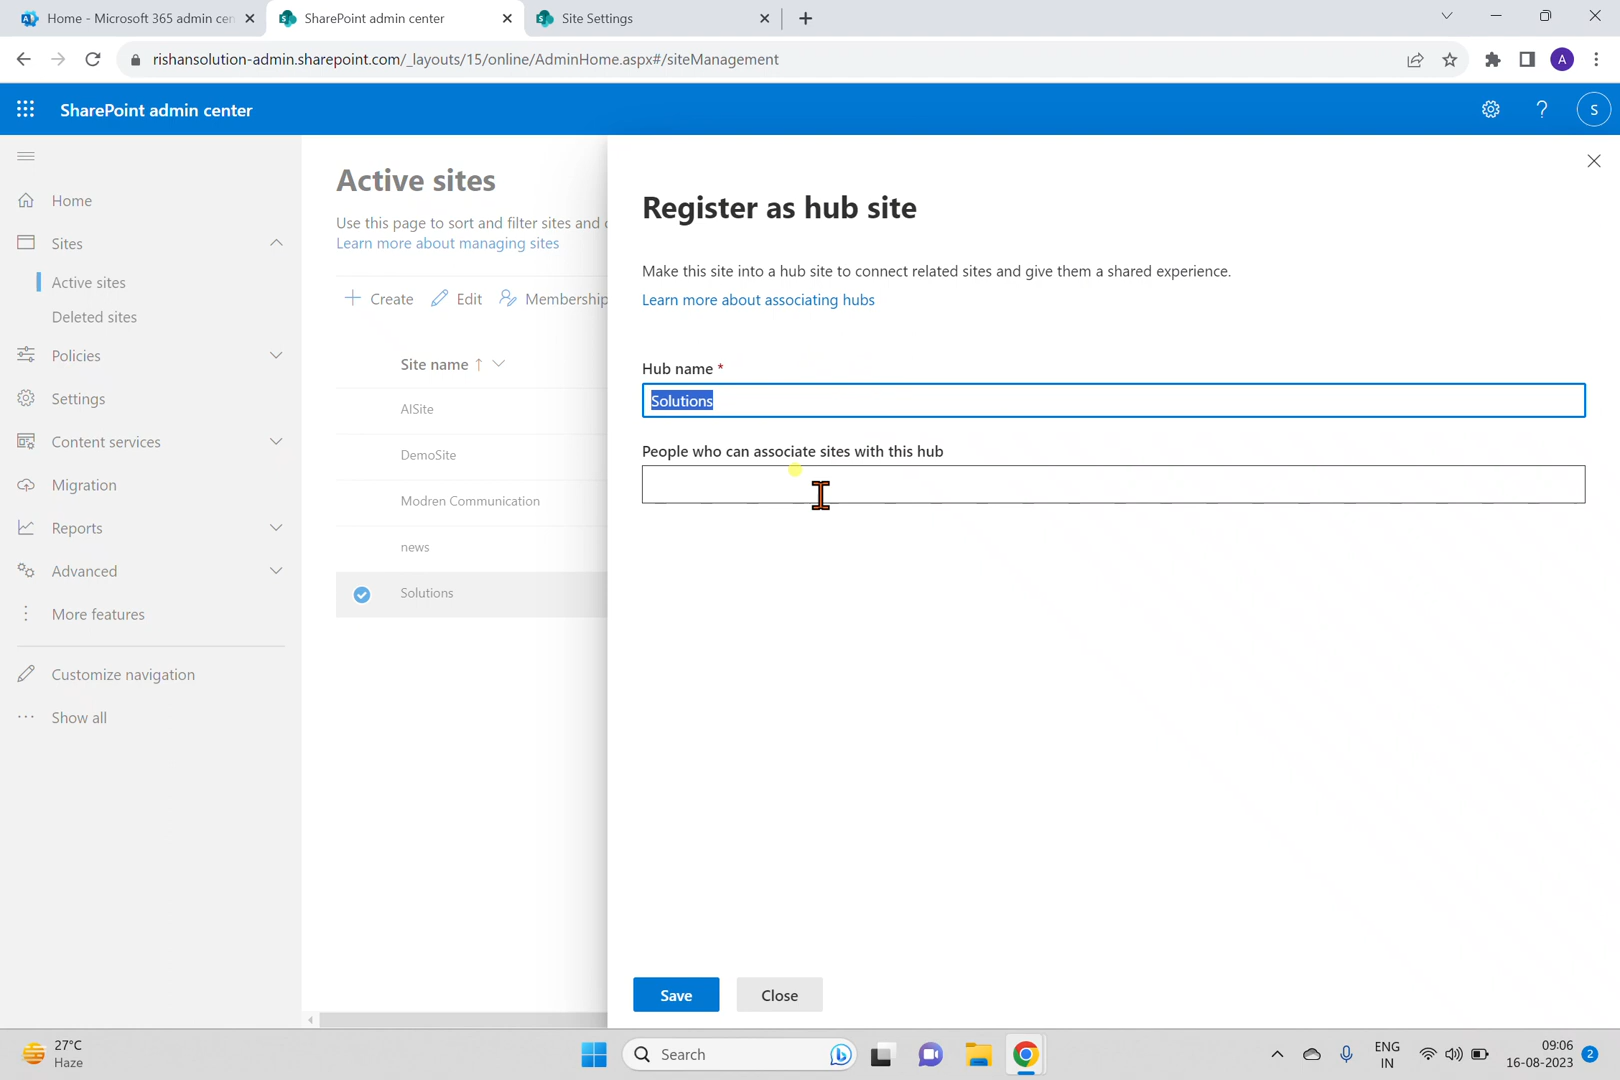 Home - Microsoft 365 admin cen
SharePoint admin center
Site Settings
rishansolution-admin.sharepoint.com/_layouts/15/online/AdminHome.aspx#/siteManagement
A
SharePoint admin center
?
S
Home
Sites
Active sites
Deleted sites
Policies
Settings
Content services
Migration
Reports
Advanced
More features
Customize navigation
Show all
Active sites
Use this page to sort and filter sites and
Learn more about managing sites
Create
Edit
Membership
Site name
AISite
DemoSite
Modren Communication
news
Solutions
Register as hub site
Make this site into a hub site to connect related sites and give them a shared experience.
Learn more about associating hubs
Hub name *
Solutions
People who can associate sites with this hub
Save
Close
27°C
Haze
Search
ENG
IN
09:06
16-08-2023
2